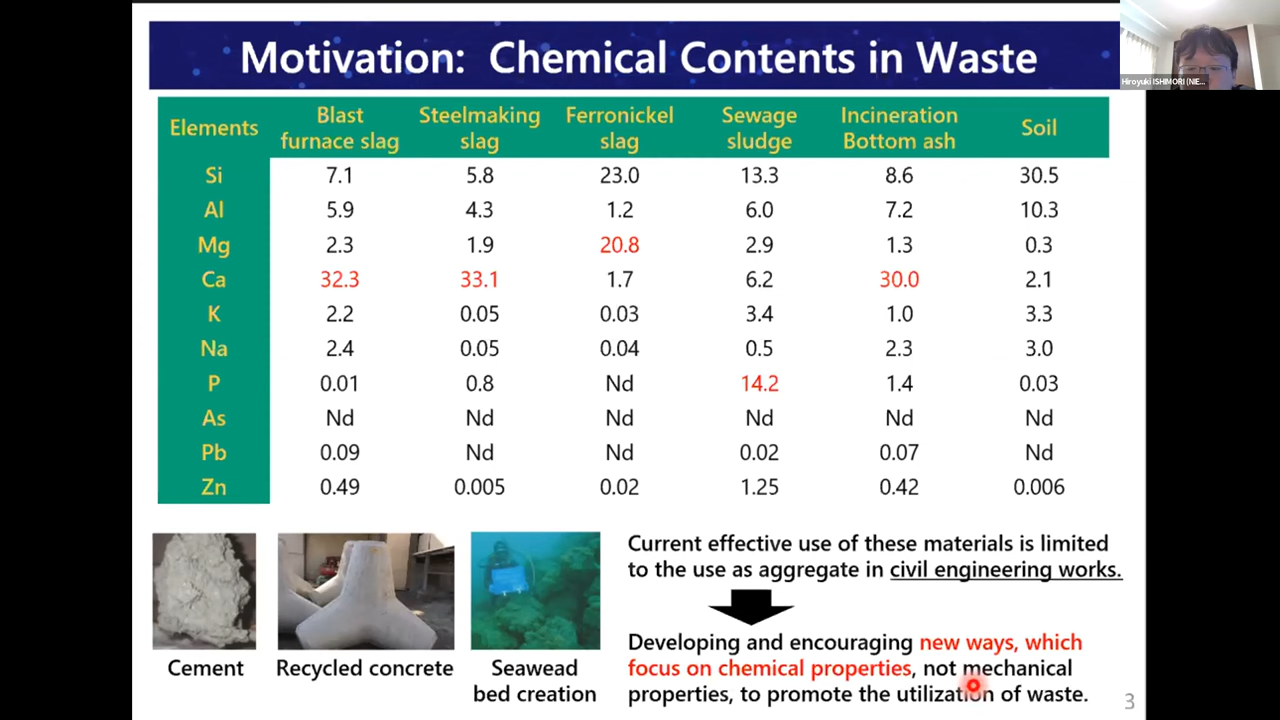 Motivation: Chemical Contents in Waste
Hiroyuki ISHIMORI (NE...
Elements Blast furnace slag Steelmaking slag Ferronickel slag Sewage sludge Incineration Bottom ash Soil
Si 7.1 5.8 23.0 13.3 8.6 30.5
Al 5.9 4.3 1.2 6.0 7.2 10.3
Mg 2.3 1.9 20.8 2.9 1.3 0.3
Ca 32.3 33.1 1.7 6.2 30.0 2.1
K 2.2 0.05 0.03 3.4 1.0 3.3
Na 2.4 0.05 0.04 0.5 2.3 3.0
P 0.01 0.8 Nd 14.2 1.4 0.03
As Nd Nd Nd Nd Nd Nd
Pb 0.09 Nd Nd 0.02 0.07 Nd
Zn 0.49 0.005 0.02 1.25 0.42 0.006
Cement
Recycled concrete
Seawead
bed creation
Current effective use of these materials is limited
to the use as aggregate in civil engineering works.
Developing and encouraging new ways, which
focus on chemical properties, not mechanical
properties, to promote the utilization of waste.
3